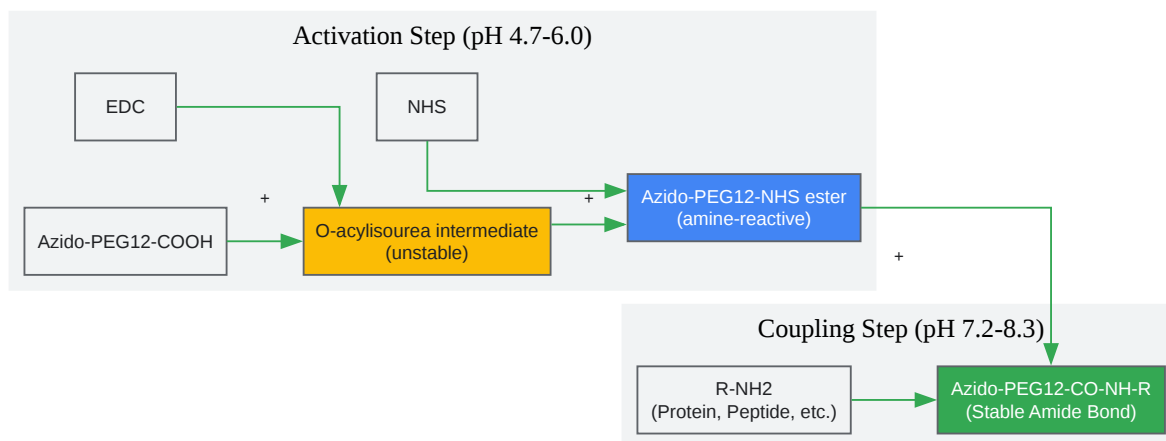 Activation Step (pH 4.7-6.0)
EDC
NHS
+
+
Azido-PEG12-NHS ester
(amine-reactive)
Azido-PEG12-COOH
O-acylisourea intermediate
(unstable)
+
Coupling Step (pH 7.2-8.3)
R-NH2
(Protein, Peptide, etc.)
Azido-PEG12-CO-NH-R
(Stable Amide Bond)